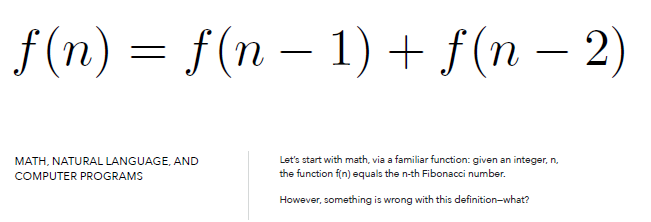 f(n) = f(n − 1) + f(n − 2)
MATH, NATURAL LANGUAGE, AND
COMPUTER PROGRAMS
Let's start with math, via a familiar function: given an integer, n,
the function f(n) equals the n-th Fibonacci number.
However, something is wrong with this definition—what?